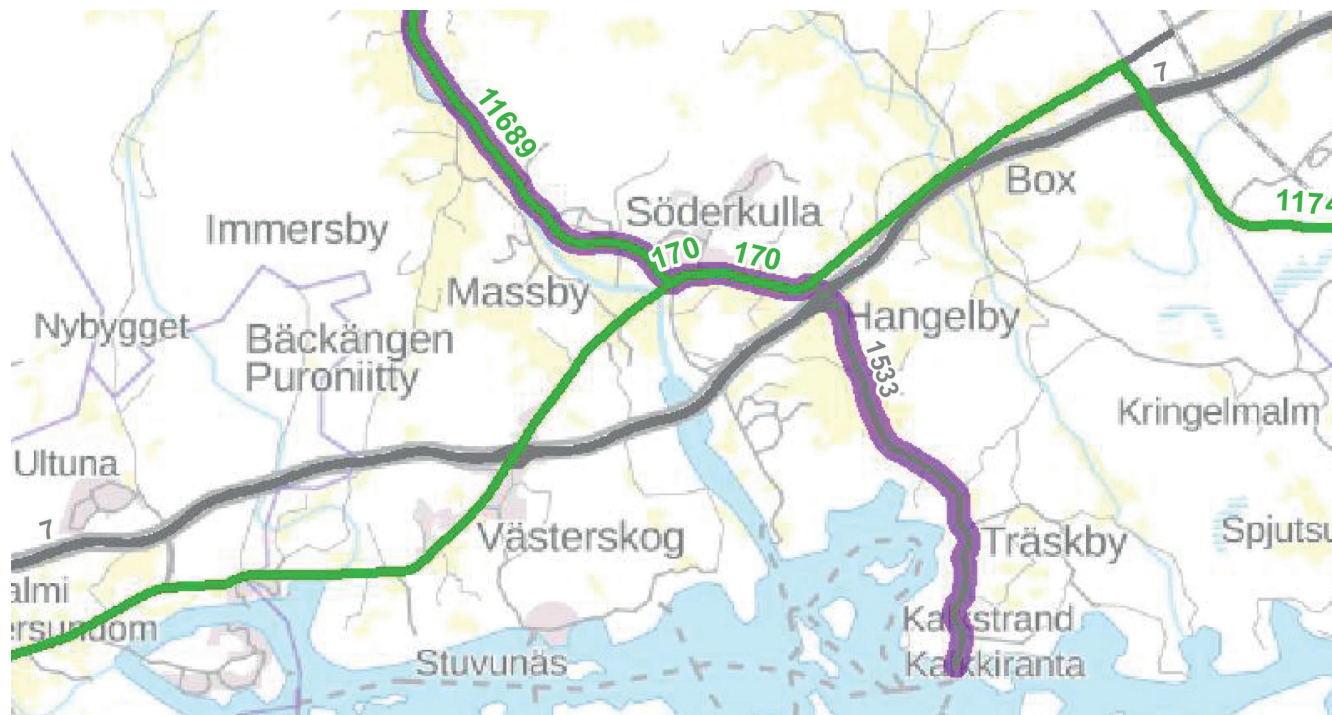 7
11689
Box
1174
Söderkulla
Immersby
170
170
Massby
Hangelby
Nybygget
Bäckängen
Puroniitty
1533
Kringelmalm
Ultuna
7
Västerskog
Träskby
Spjutsu
almi
ersundom
Kalkstrand
Stuvunäs
Kalkkiranta